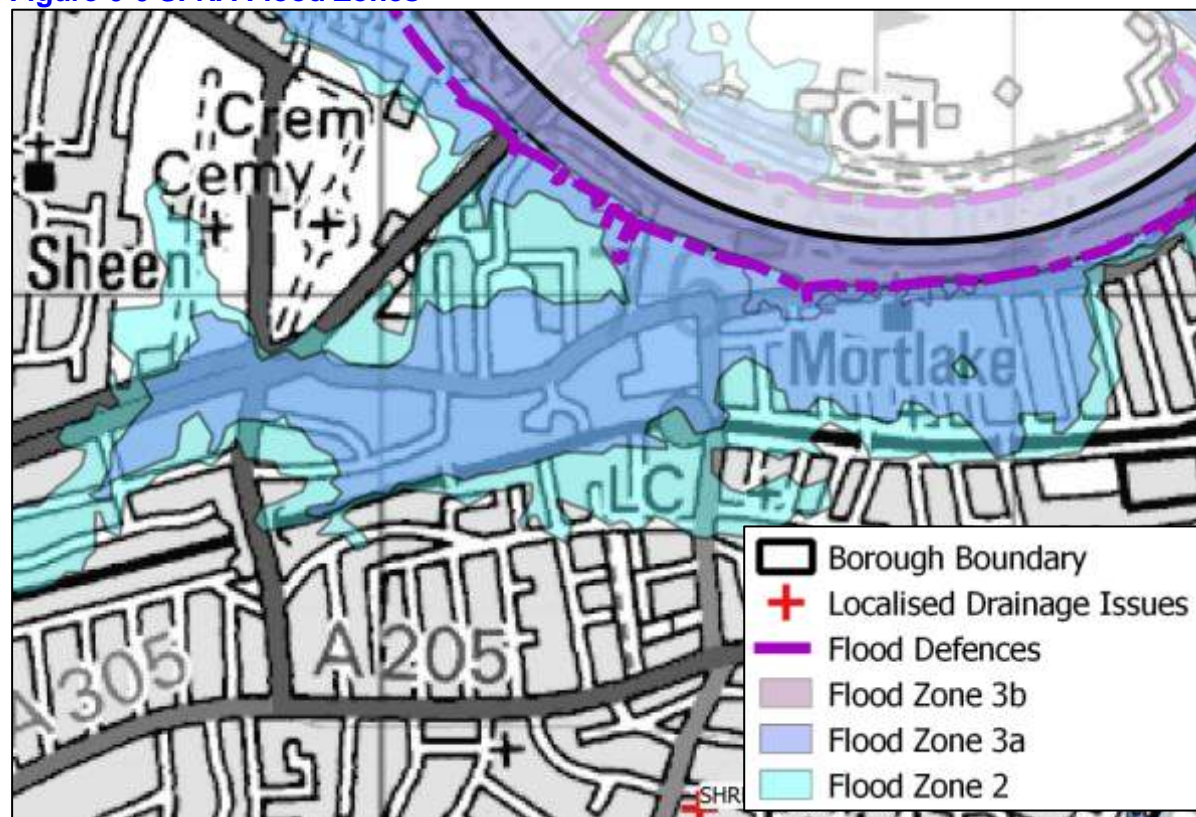 CH
Crem
Cemy
Sheen
Mortlake
LC
A 205
A 305
SHR
Borough Boundary
Localised Drainage Issues
Flood Defences
Flood Zone 3b
Flood Zone 3a
Flood Zone 2